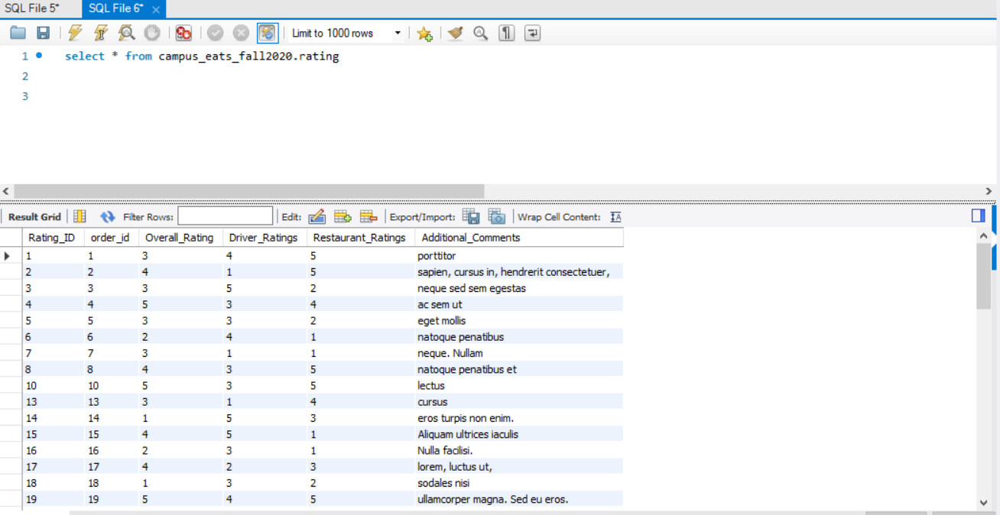 SQL File 5* SQL File 6* ×
Limit to 1000 rows
1 select * from campus_eats_fall2020.rating
2
3
Result Grid Filter Rows: Edit: Export/Import: Wrap Cell Content: IA
Rating_ID order_id Overall_Rating Driver_Ratings Restaurant_Ratings Additional_Comments
1 1 3 4 5 porttitor
2 2 4 1 5 sapien, cursus in, hendrerit consectetuer,
3 3 3 5 2 neque sed sem egestas
4 4 5 3 4 ac sem ut
5 5 3 3 2 eget mollis
6 6 2 4 1 natoque penatibus
7 7 3 1 1 neque. Nullam
8 8 4 3 5 natoque penatibus et
10 10 5 3 5 lectus
13 13 3 1 4 cursus
14 14 1 5 3 eros turpis non enim.
15 15 4 5 1 Aliquam ultrices iaculis
16 16 2 3 1 Nulla facilisi.
17 17 4 2 3 lorem, luctus ut,
18 18 1 3 2 sodales nisi
19 19 5 4 5 ullamcorper magna. Sed eu eros.